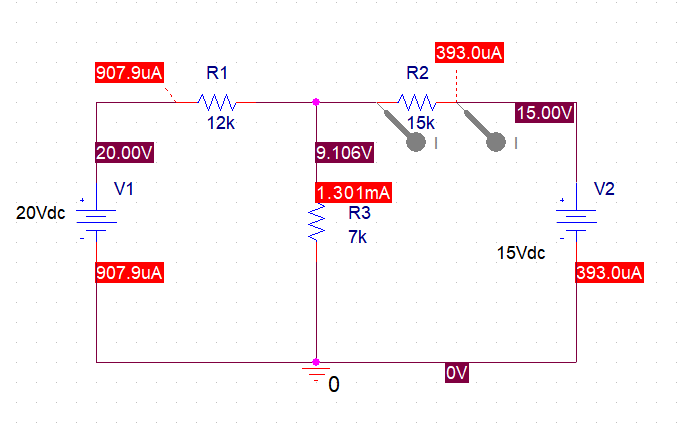 393.0uA
907.9uA
R1
R2
12k
15k
I
I
15.00V
20.00V
9.106V
V1
1.301mA
V2
20Vdc
R3
7k
15Vdc
907.9uA
393.0uA
0V
0